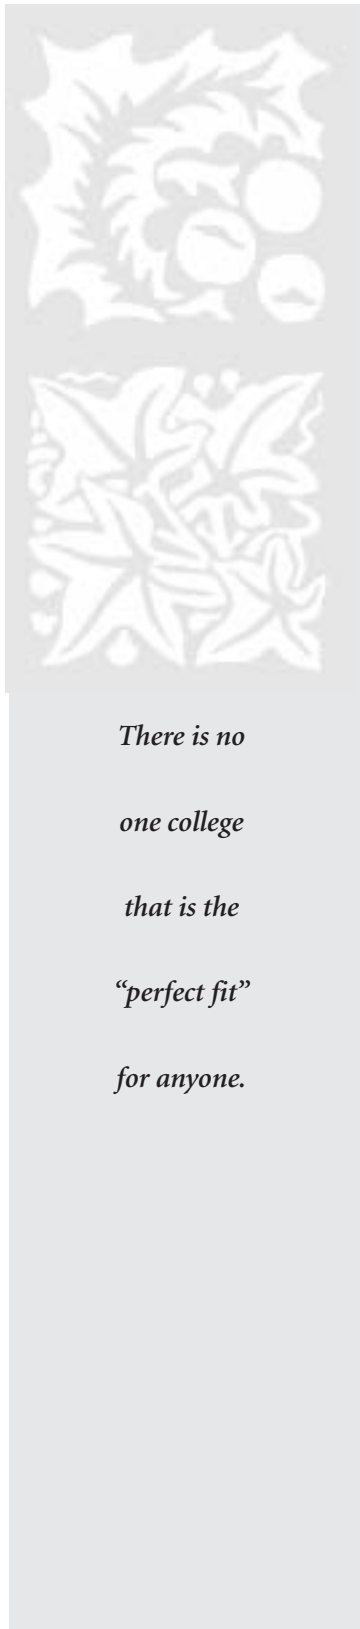 There is no
one college
that is the
“perfect fit”
for anyone.